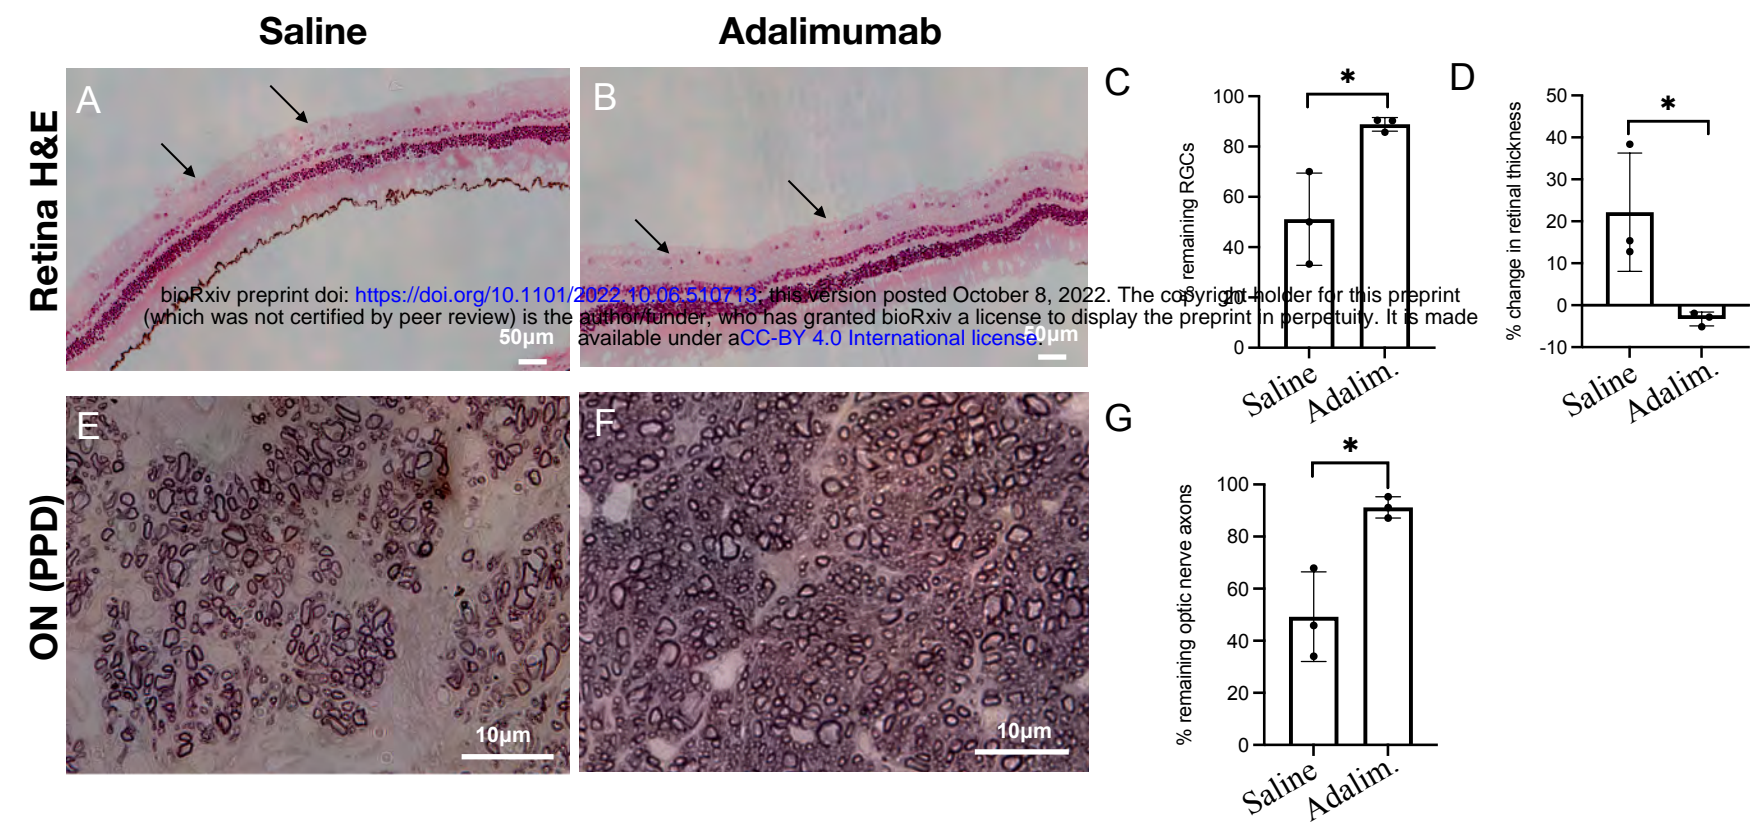 Saline
Adalimumab
Retina H&E
A
B
C
*
100
80
60
40
20
0
% remaining RGCs
Saline
Adalim.
D
*
50
40
30
20
10
0
-10
% change in retinal thickness
Saline
Adalim.
bioRxiv preprint doi: https://doi.org/10.1101/2022.10.06.510713; this version posted October 8, 2022. The copyright holder for this preprint
(which was not certified by peer review) is the author/funder, who has granted bioRxiv a license to display the preprint in perpetuity. It is made
available under aCC-BY 4.0 International license.
50µm
50µm
ON (PPD)
E
10µm
F
10µm
G
*
100
80
60
40
20
0
% remaining optic nerve axons
Saline
Adalim.